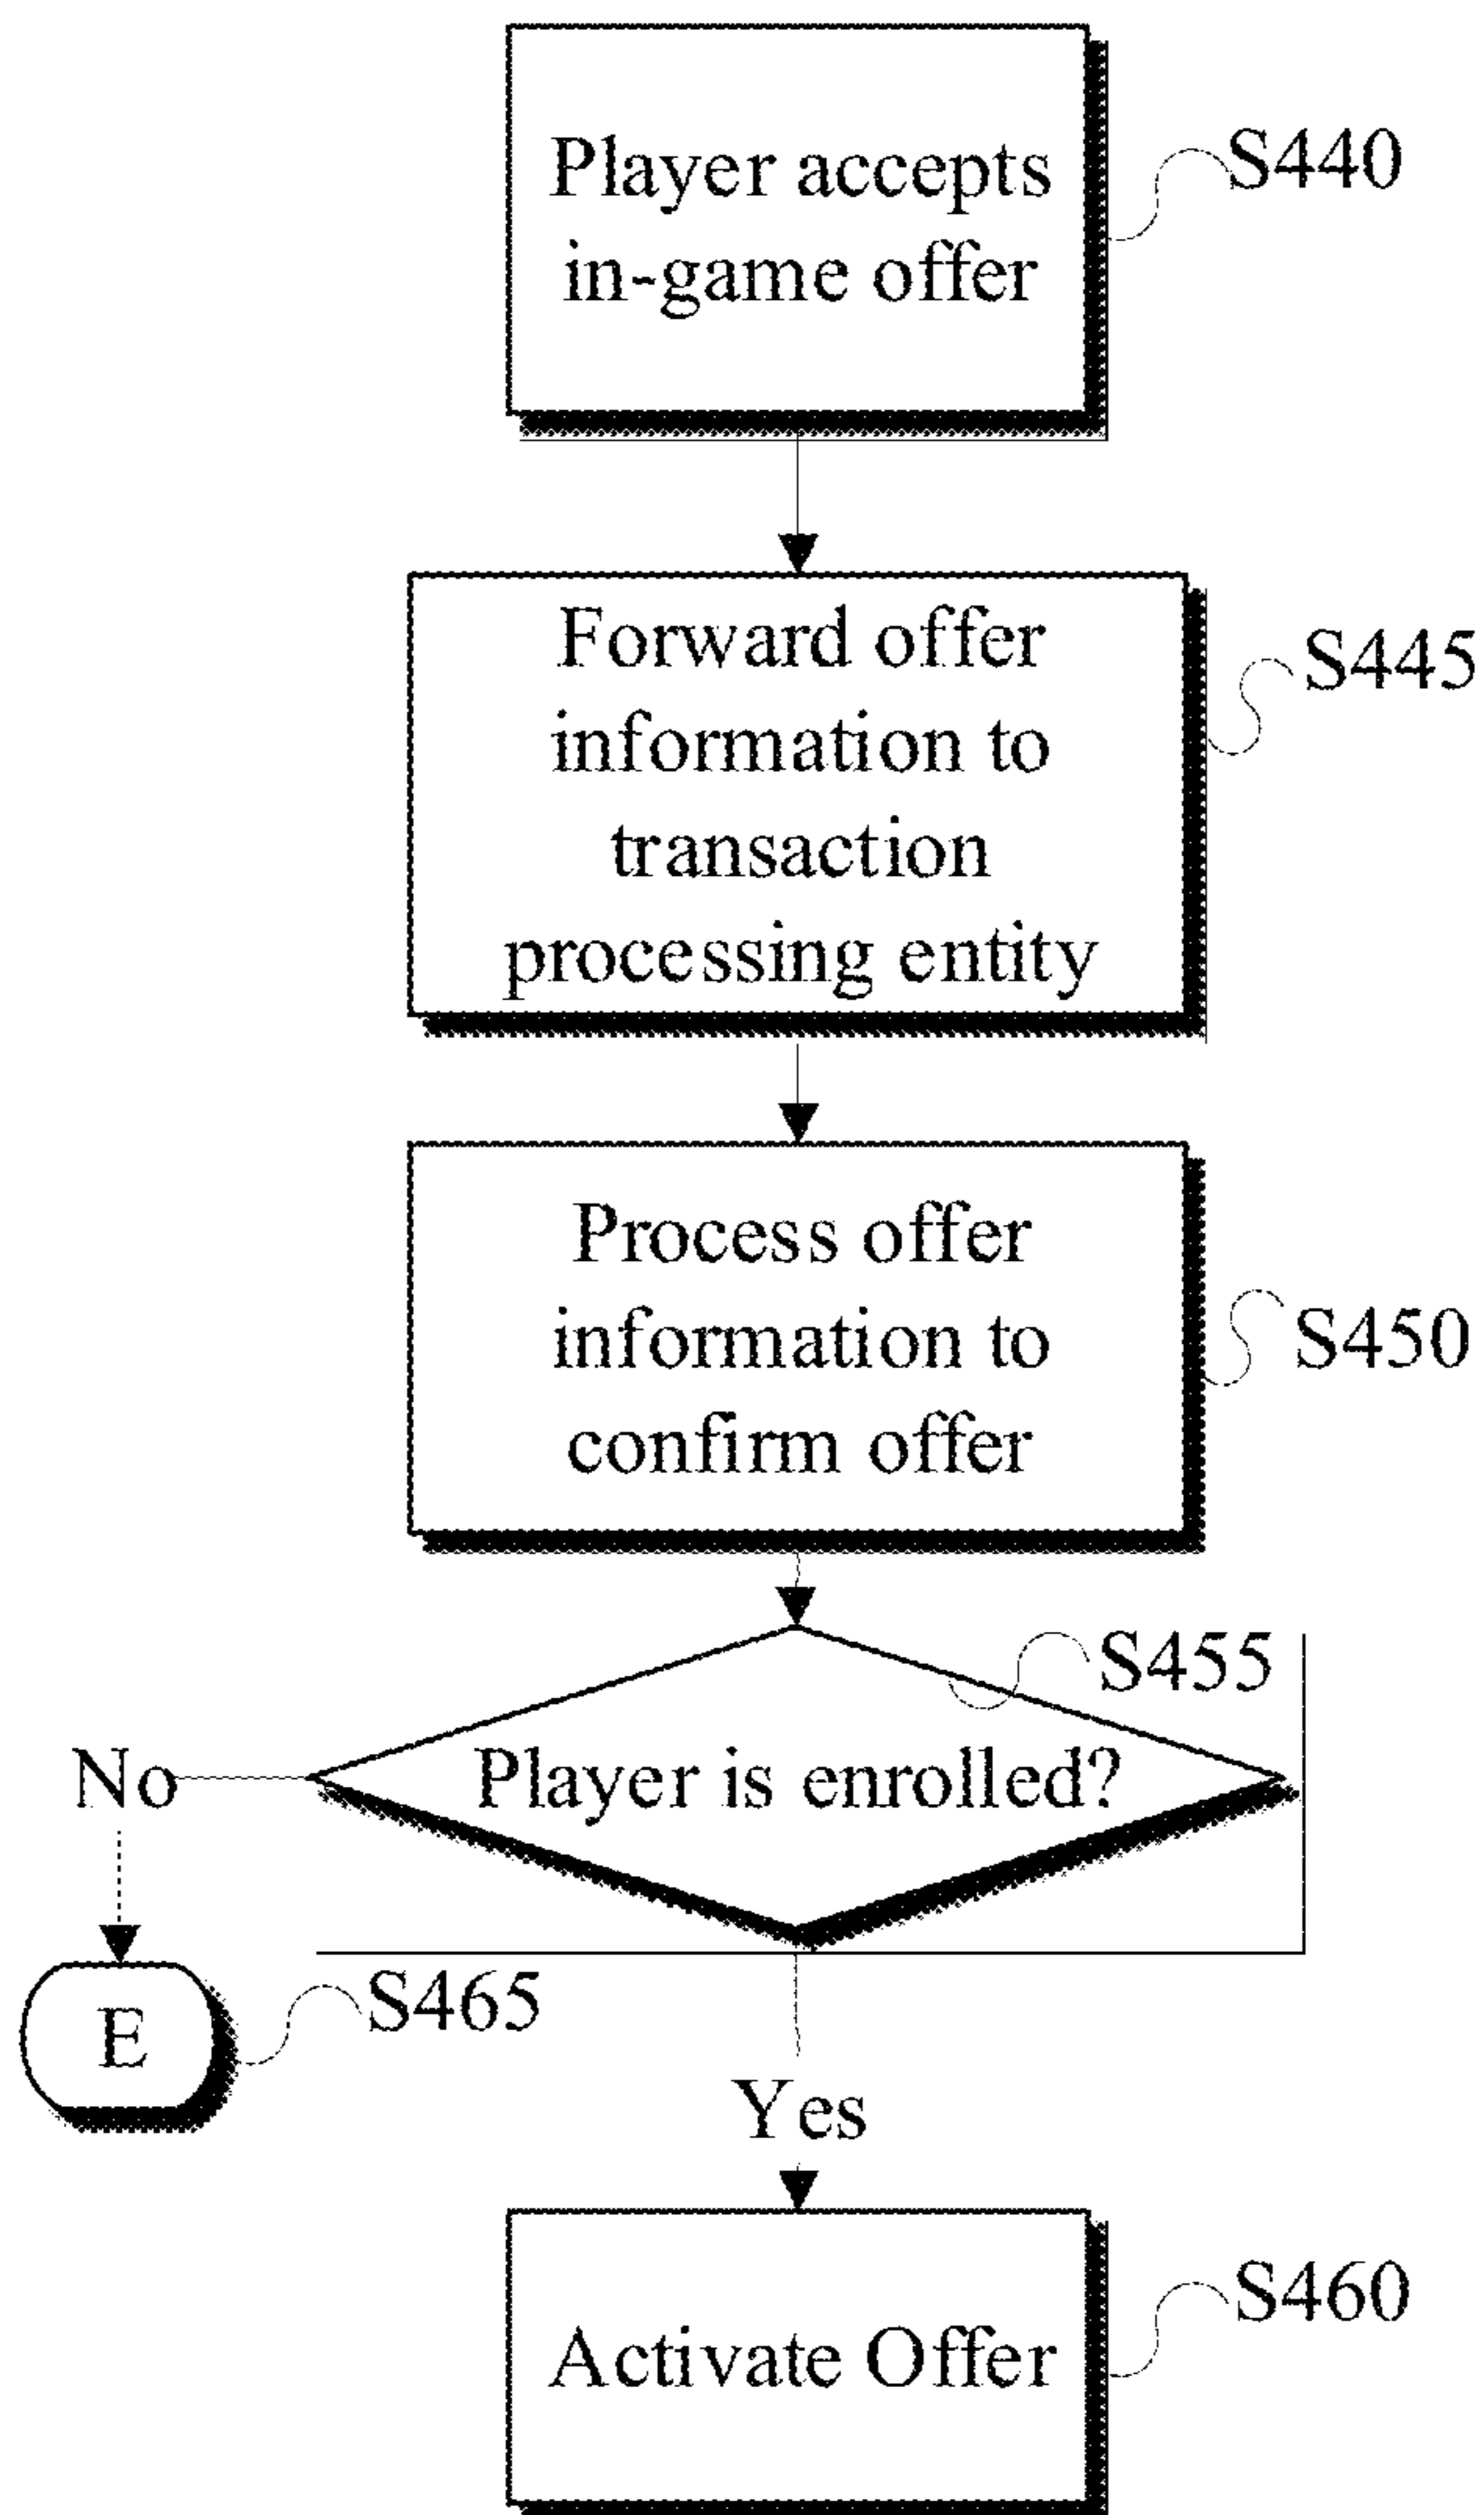 Player accepts
in-game offer
S440
Forward offer
information to
transaction
processing entity
S445
Process offer
information to
confirm offer
S450
S455
Player is enrolled?
No
E
S465
Yes
Activate Offer
S460